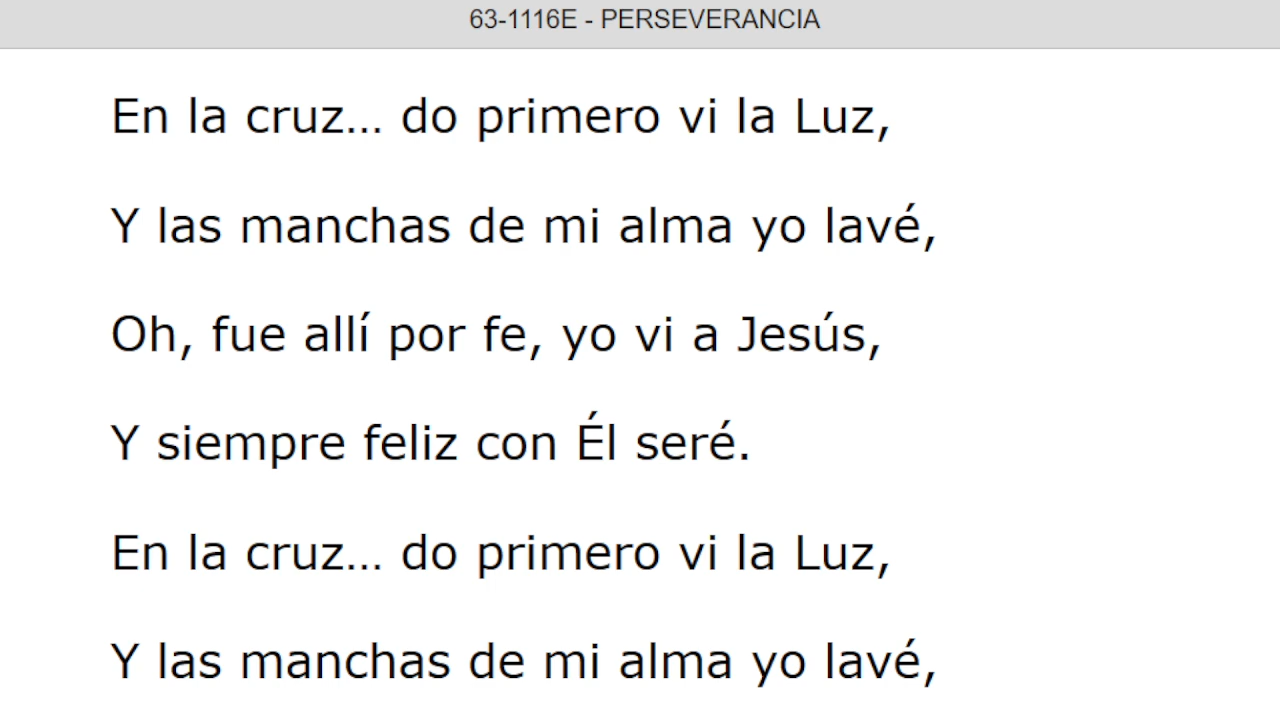 63-1116E - PERSEVERANCIA
En la cruz... do primero vi la Luz,
Y las manchas de mi alma yo lavé,
Oh, fue allí por fe, yo vi a Jesús,
Y siempre feliz con Él seré.
En la cruz... do primero vi la Luz,
Y las manchas de mi alma yo lavé,